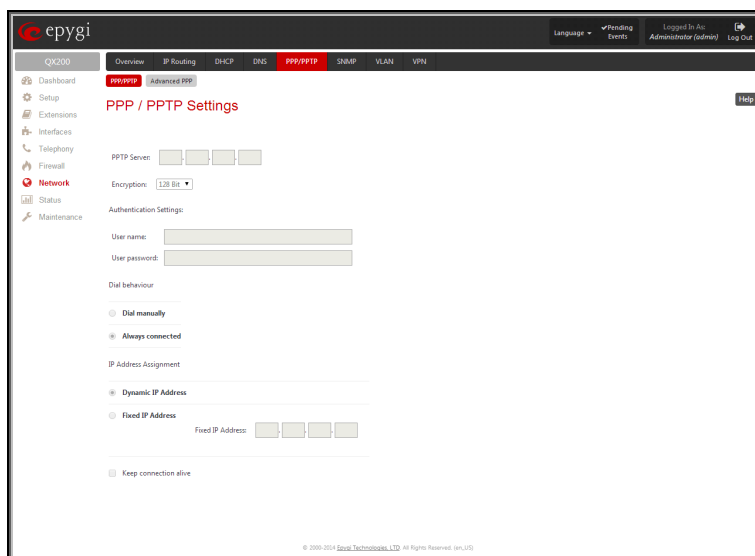 epygi
Language
Pending Events
Logged In As:
Administrator (admin)
Log Out
QX200
Overview IP Routing DHCP DNS PPP/PPTP SNMP VLAN VPN
Dashboard
Setup
Extensions
Interfaces
Telephony
Firewall
Network
Status
Maintenance
PPP/PPTP Advanced PPP
PPP / PPTP Settings
Help
PPTP Server:
Encryption: 128 Bit
Authentication Settings:
User name:
User password:
Dial behaviour
Dial manually
Always connected
IP Address Assignment
Dynamic IP Address
Fixed IP Address
Fixed IP Address:
Keep connection alive
© 2000-2014 Epygi Technologies, LTD. All Rights Reserved. (en_US)